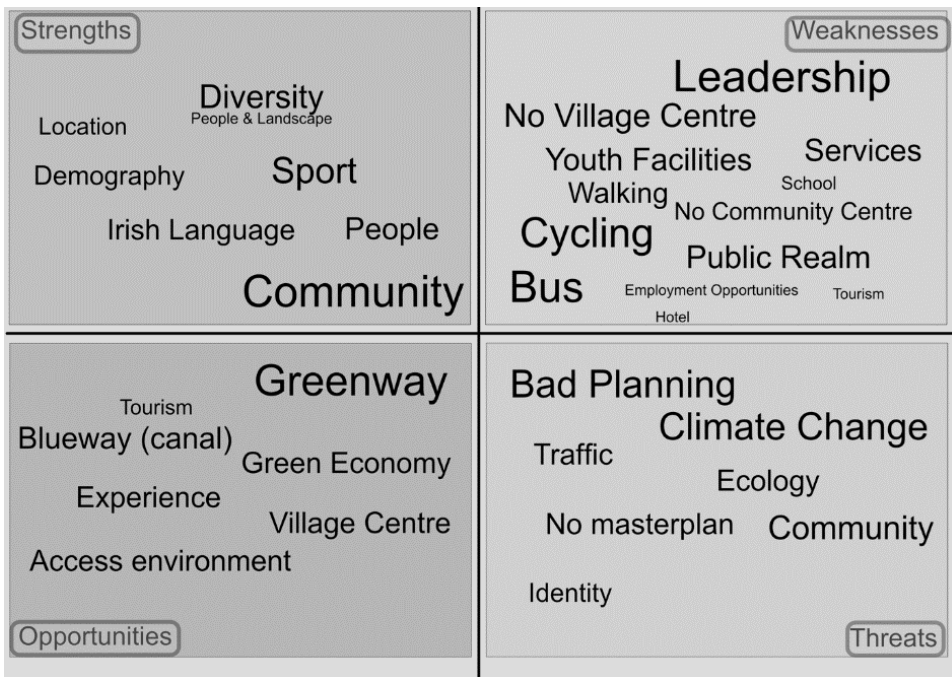 Strengths
Diversity
People & Landscape
Location
Sport
Demography
Irish Language
People
Community
Weaknesses
Leadership
No Village Centre
Services
Youth Facilities
School
Walking
No Community Centre
Cycling
Public Realm
Bus
Employment Opportunities
Tourism
Hotel
Greenway
Tourism
Blueway (canal)
Green Economy
Experience
Village Centre
Access environment
Opportunities
Bad Planning
Climate Change
Traffic
Ecology
No masterplan
Community
Identity
Threats